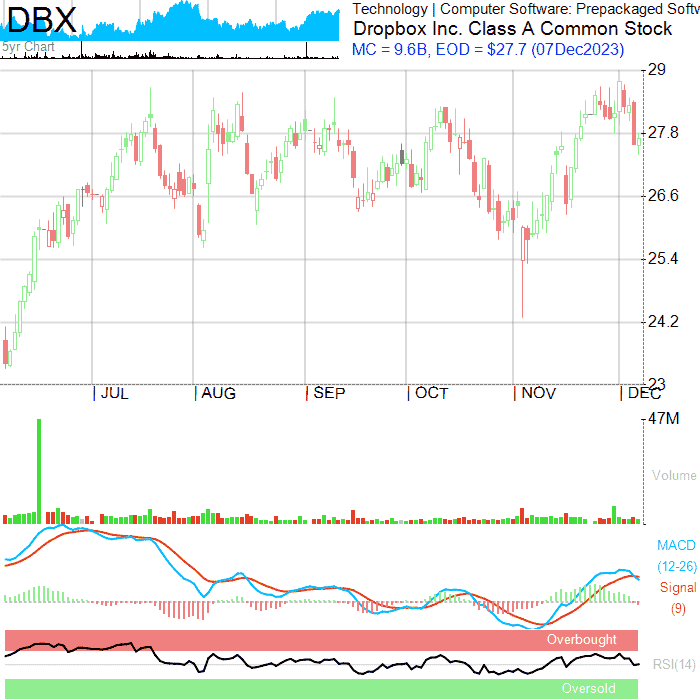 DBX
5yr Chart
Technology | Computer Software: Prepackaged Softw
Dropbox Inc. Class A Common Stock
MC = 9.6B, EOD = $27.7 (07Dec2023)
29
27.8
26.6
25.4
24.2
23
JUL AUG SEP OCT NOV DEC
47M
Volume
MACD
(12-26)
Signal
(9)
Overbought
RSI(14)
Oversold